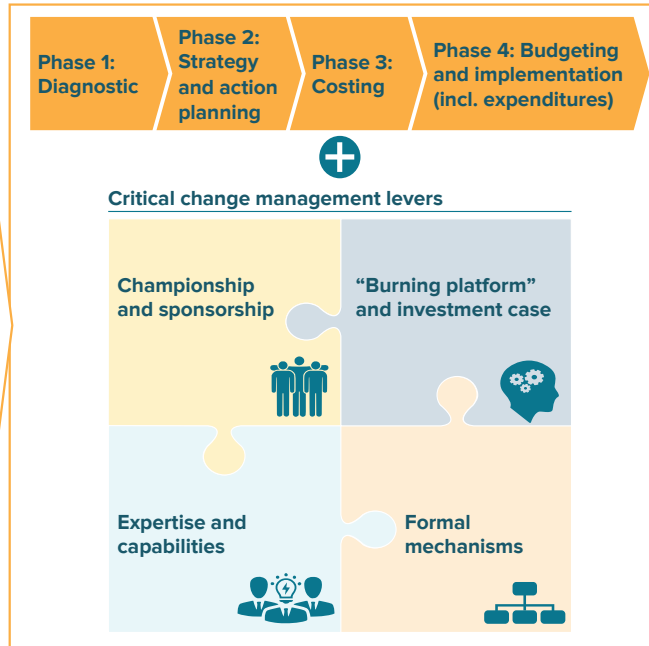 Phase 1:
Diagnostic
Phase 2:
Strategy
and action
planning
Phase 3:
Costing
Phase 4: Budgeting
and implementation
(incl. expenditures)
Critical change management levers
Championship
and sponsorship
“Burning platform”
and investment case
Expertise and
capabilities
Formal
mechanisms